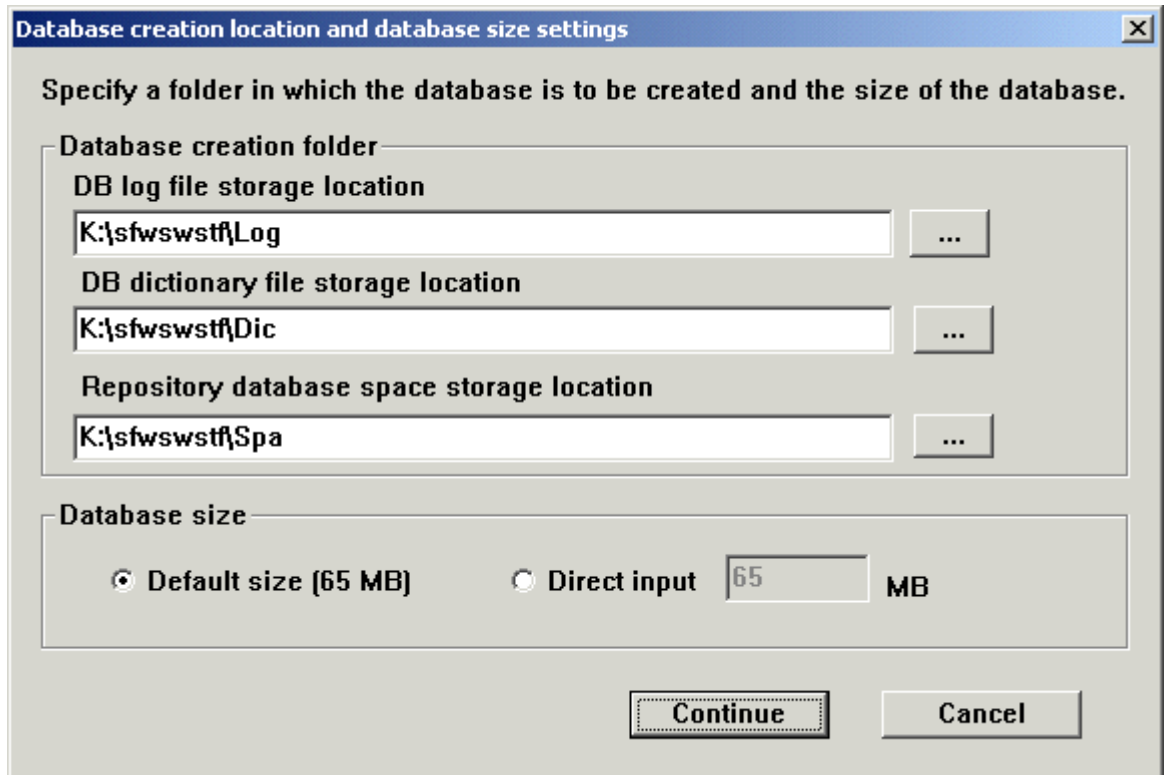 Database creation location and database size settings
Specify a folder in which the database is to be created and the size of the database.
Database creation folder
DB log file storage location
K:\sfwswstf\Log
...
DB dictionary file storage location
K:\sfwswstf\Dic
...
Repository database space storage location
K:\sfwswstf\Spa
...
Database size
Default size (65 MB) Direct input 65 MB
Continue Cancel